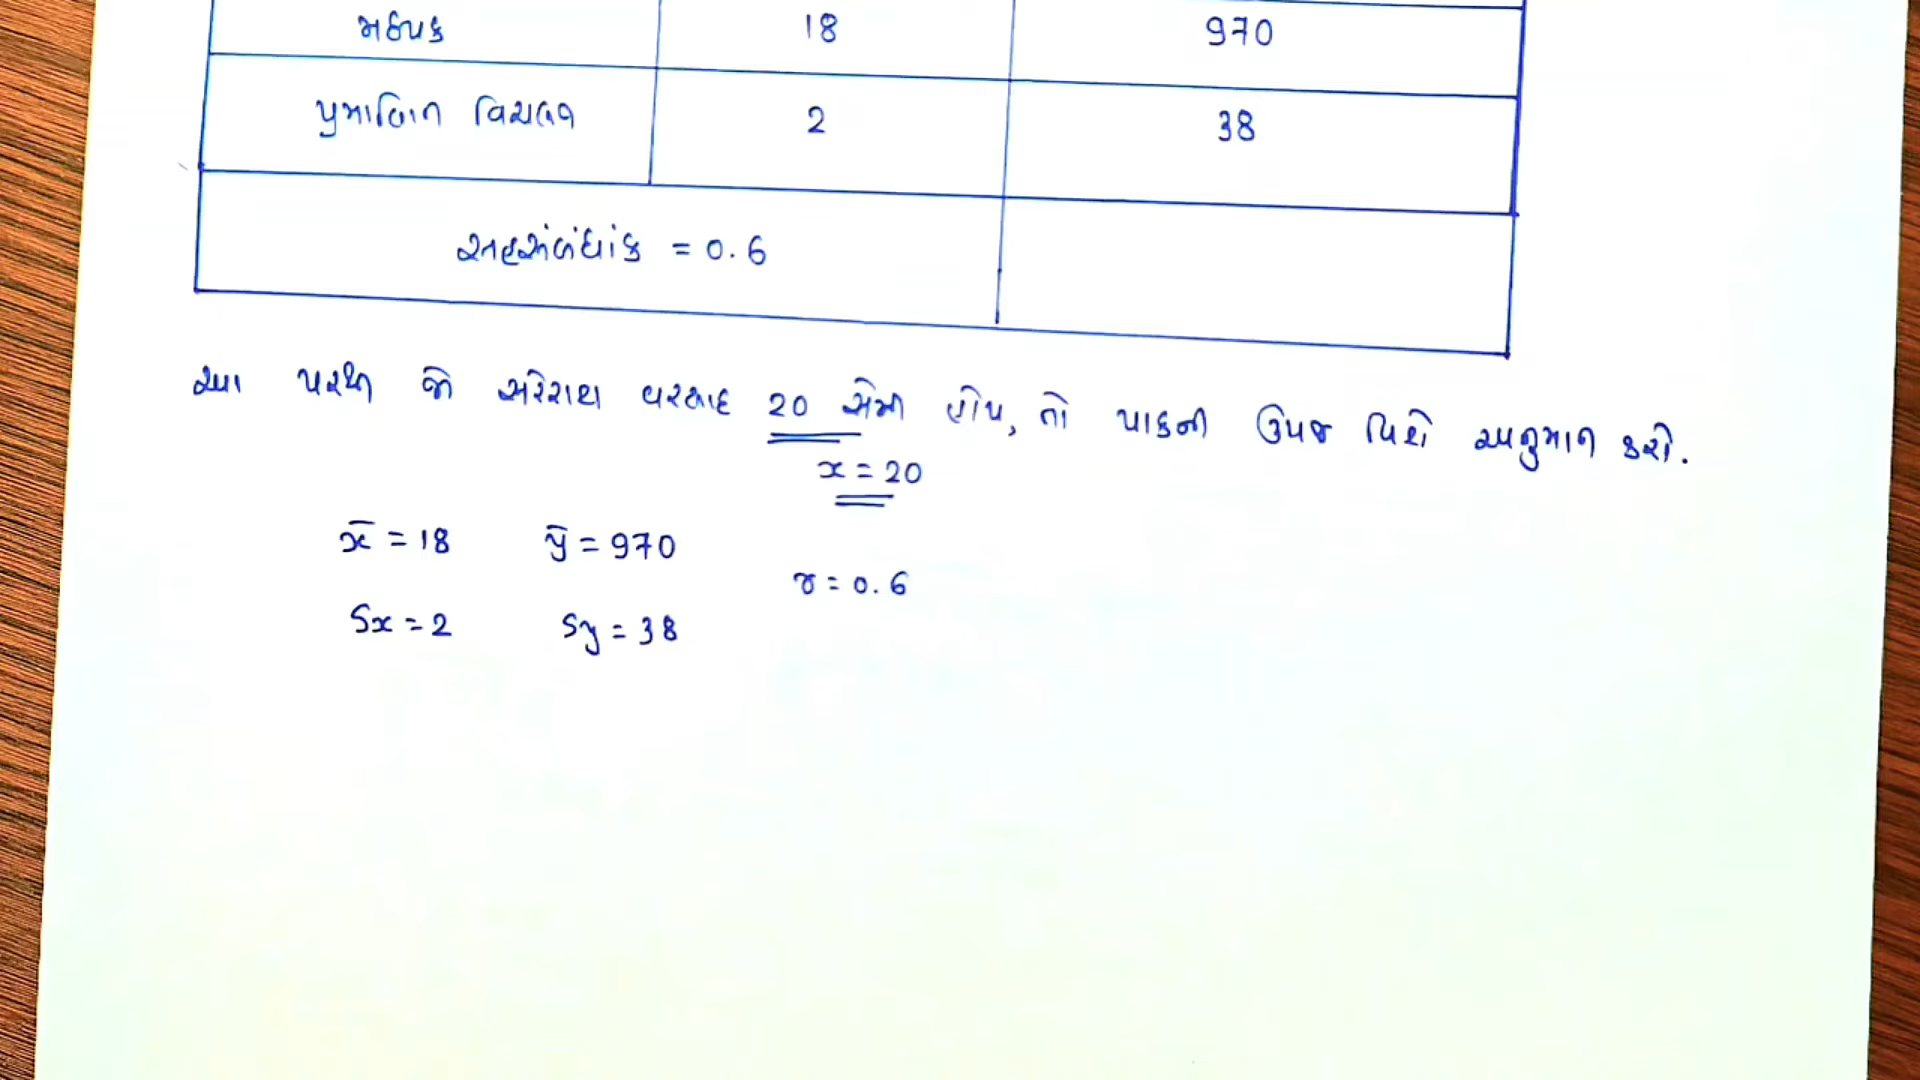 મધ્યક 18 970
પ્રમાણિત વિચલન 2 38
સહસંબંધાંક = 0.6
આ પરથી જો સરેરાશ વરસાદ 20 સેમી હોય, તો પાકની ઉપજ વિશે અનુમાન કરો.
x = 20
x̄ = 18 ȳ = 970
r = 0.6
Sx = 2 Sy = 38